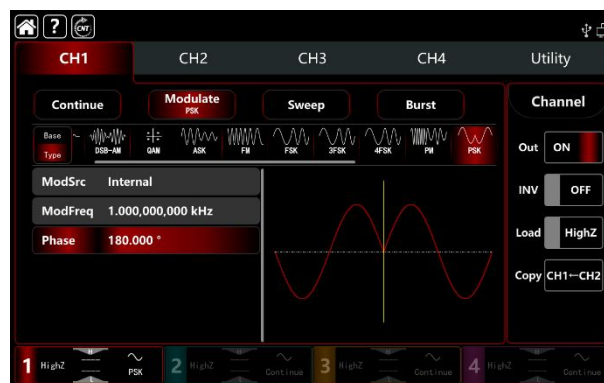 ? CNT
CH1 CH2 CH3 CH4 Utility
Continue Modulate PSK Sweep Burst Channel
Base Type DSB-AM QAM ASK FM FSK 3FSK 4FSK PM PSK
Out ON
ModSrc Internal
INV OFF
ModFreq 1.000,000,000 kHz
Load HighZ
Phase 180.000 °
Copy CH1←CH2
1 HighZ H L PSK 2 HighZ Continue 3 HighZ Continue 4 HighZ Continue